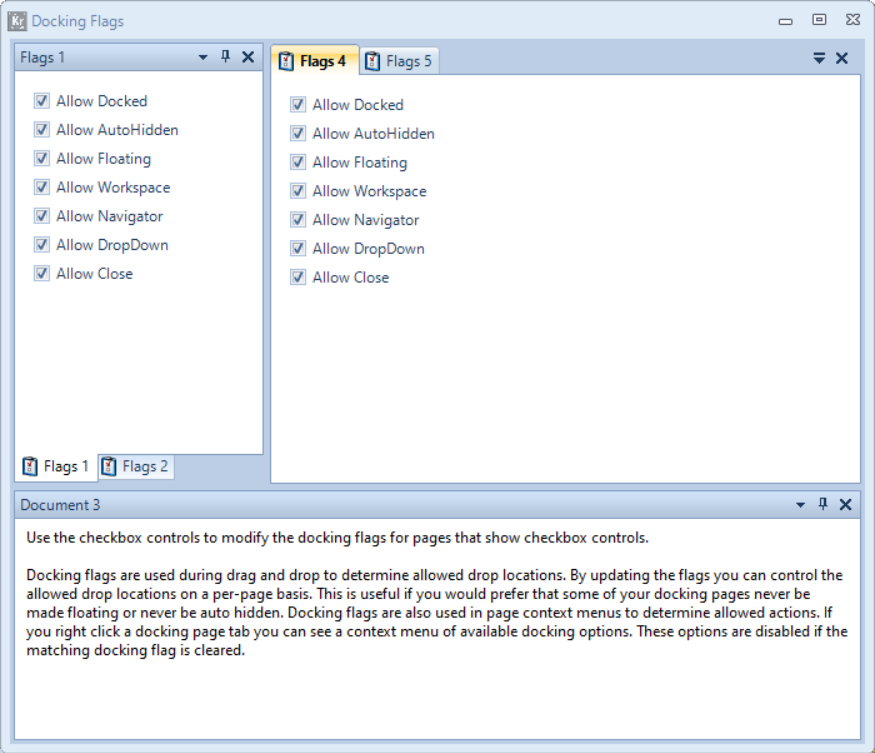 Kr Docking Flags
Flags 1
Allow Docked
Allow AutoHidden
Allow Floating
Allow Workspace
Allow Navigator
Allow DropDown
Allow Close
Flags 1 Flags 2
Flags 4 Flags 5
Allow Docked
Allow AutoHidden
Allow Floating
Allow Workspace
Allow Navigator
Allow DropDown
Allow Close
Document 3
Use the checkbox controls to modify the docking flags for pages that show checkbox controls.
Docking flags are used during drag and drop to determine allowed drop locations. By updating the flags you can control the
allowed drop locations on a per-page basis. This is useful if you would prefer that some of your docking pages never be
made floating or never be auto hidden. Docking flags are also used in page context menus to determine allowed actions. If
you right click a docking page tab you can see a context menu of available docking options. These options are disabled if the
matching docking flag is cleared.